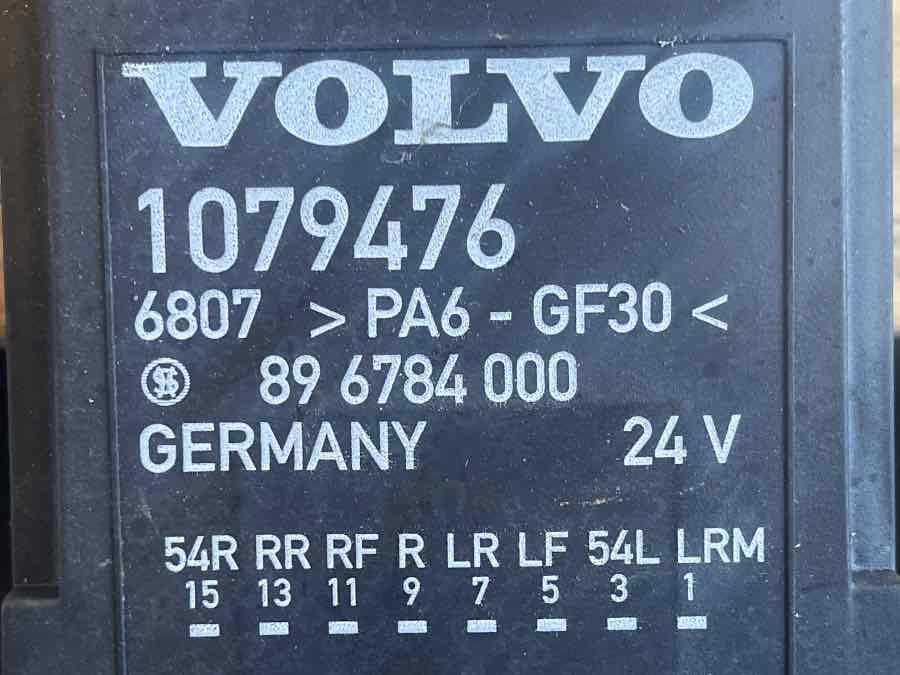 VOLVO
1079476
6807 > PA6 - GF30 <
89 6784 000
GERMANY 24 V
54R RR RF R LR LF 54L LRM
15 13 11 9 7 5 3 1